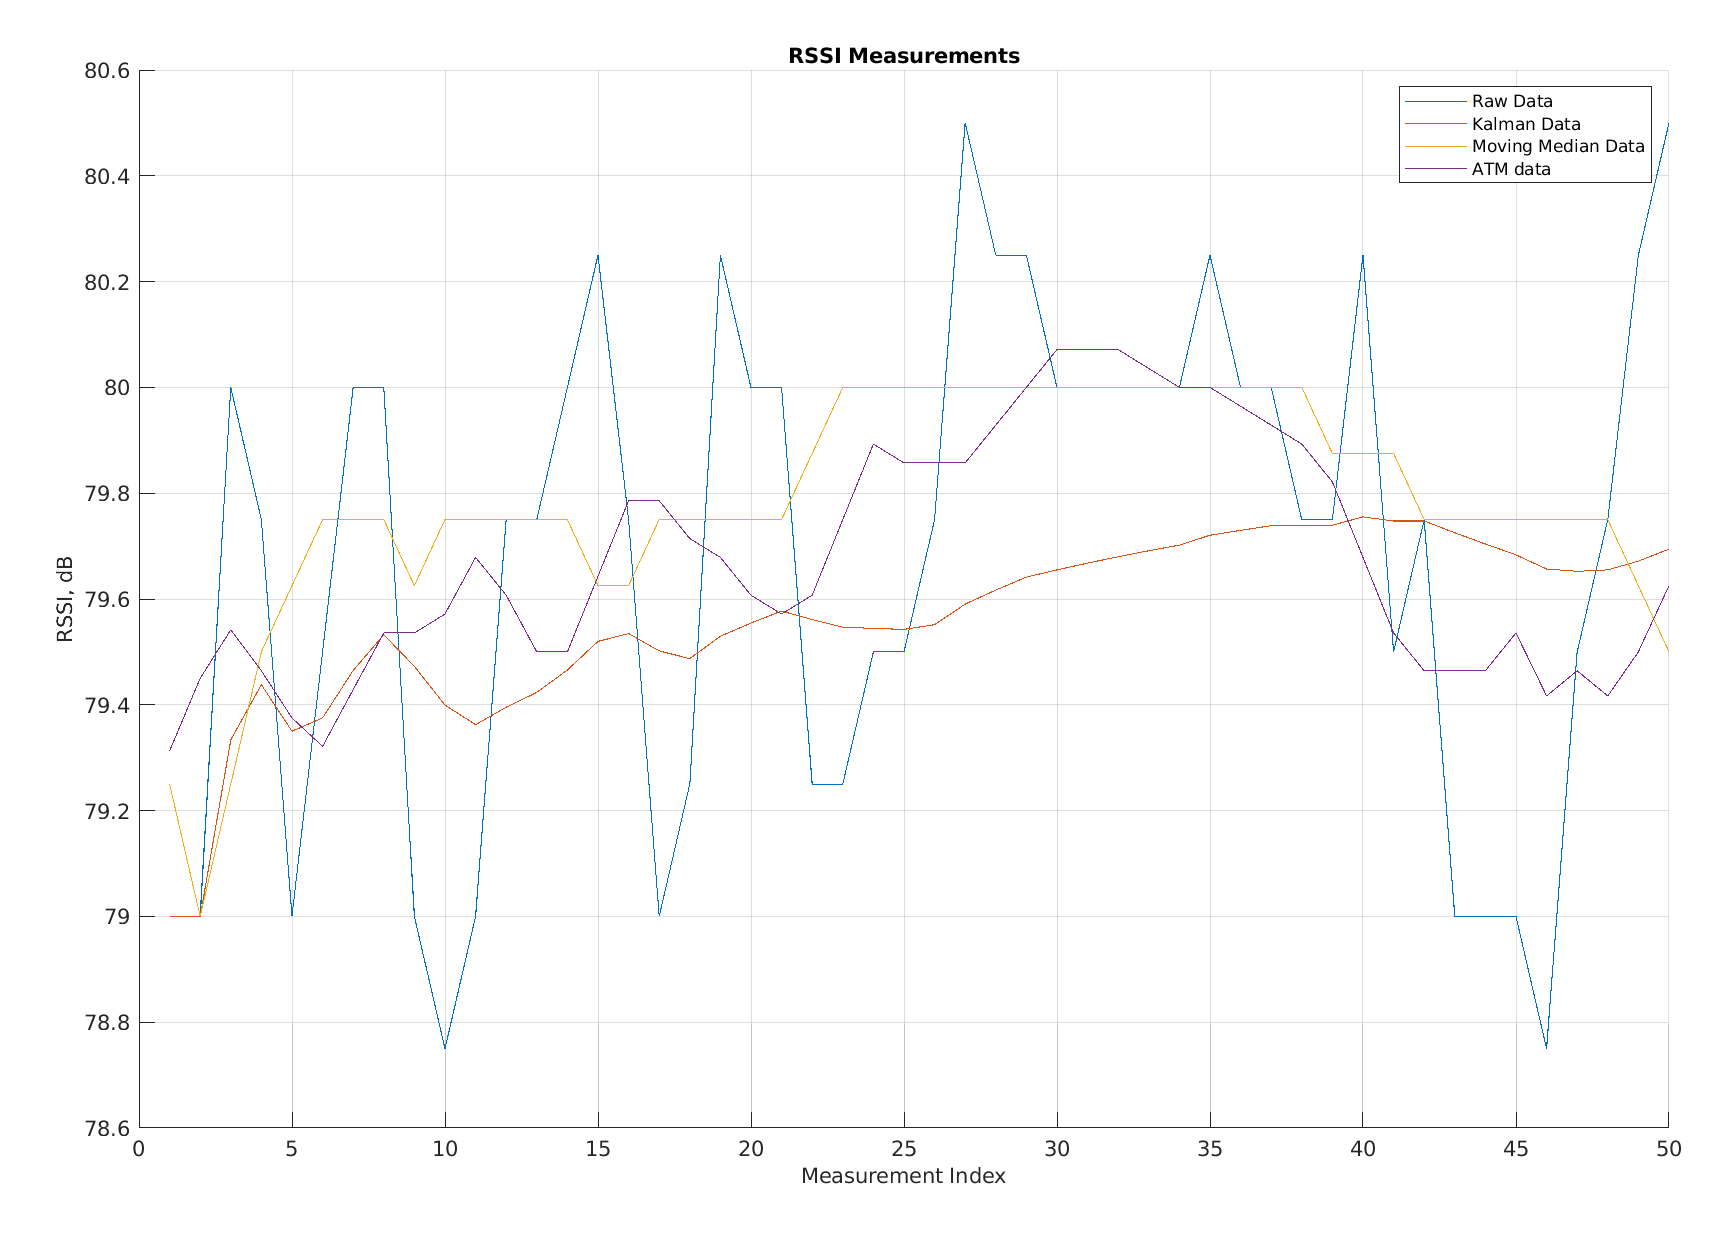 RSSI Measurements
80.6
80.4
80.2
80
79.8
79.6
79.4
79.2
79
78.8
78.6
RSSI, dB
Raw Data
Kalman Data
Moving Median Data
ATM data
0 5 10 15 20 25 30 35 40 45 50
Measurement Index